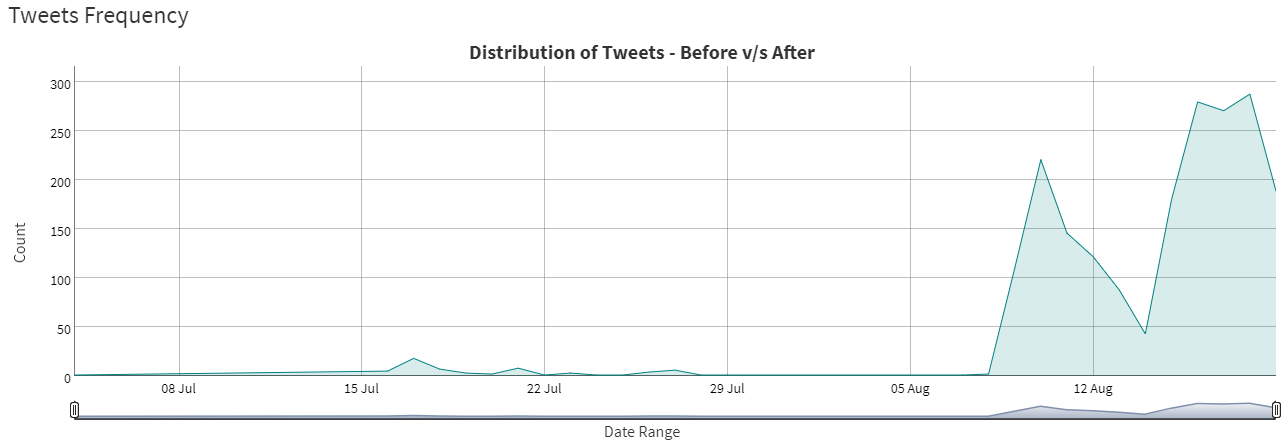 Tweets Frequency
Distribution of Tweets - Before v/s After
300
250
200
150
100
50
0
Count
08 Jul 15 Jul 22 Jul 29 Jul 05 Aug 12 Aug
Date Range